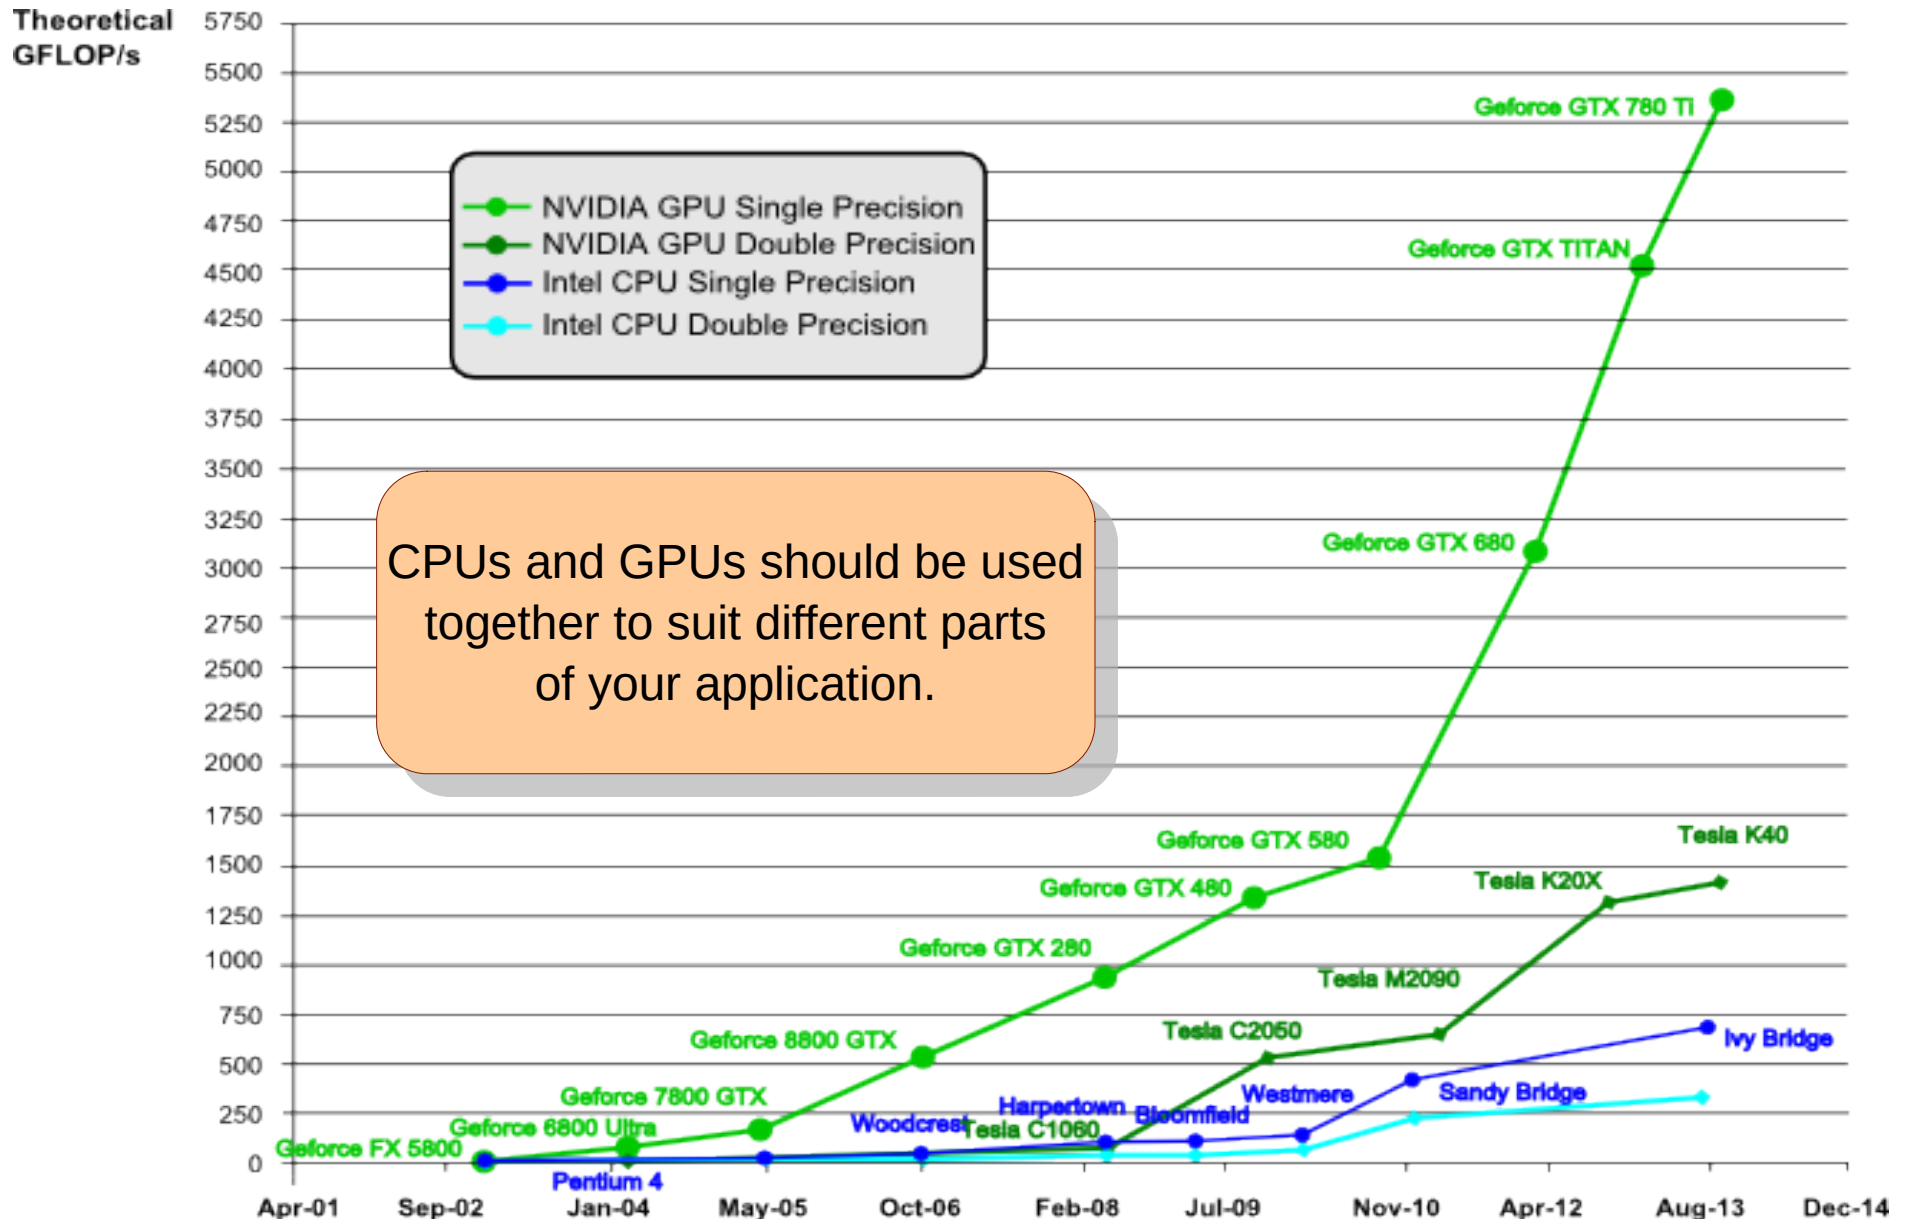 Theoretical
GFLOP/s
5750
5500
5250
5000
4750
4500
4250
4000
3750
3500
3250
3000
2750
2500
2250
2000
1750
1500
1250
1000
750
500
250
0
NVIDIA GPU Single Precision
NVIDIA GPU Double Precision
Intel CPU Single Precision
Intel CPU Double Precision
CPUs and GPUs should be used
together to suit different parts
of your application.
Geforce GTX 780 Ti
Geforce GTX TITAN
Geforce GTX 680
Geforce GTX 580
Geforce GTX 480
Geforce GTX 280
Geforce 8800 GTX
Geforce 7800 GTX
Geforce 6800 Ultra
Geforce FX 5800
Tesla K40
Tesla K20X
Tesla M2090
Tesla C2050
Tesla C1060
Ivy Bridge
Sandy Bridge
Westmere
Bloomfield
Harpertown
Woodcrest
Pentium 4
Apr-01 Sep-02 Jan-04 May-05 Oct-06 Feb-08 Jul-09 Nov-10 Apr-12 Aug-13 Dec-14